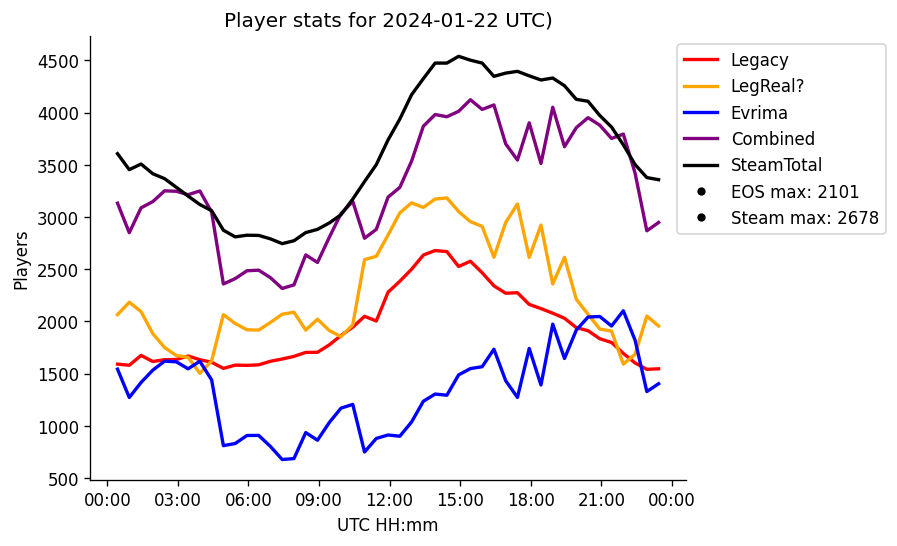 Player stats for 2024-01-22 UTC)
Players
4500
4000
3500
3000
2500
2000
1500
1000
500
00:00 03:00 06:00 09:00 12:00 15:00 18:00 21:00 00:00
UTC HH:mm
Legacy
LegReal?
Evrima
Combined
SteamTotal
EOS max: 2101
Steam max: 2678